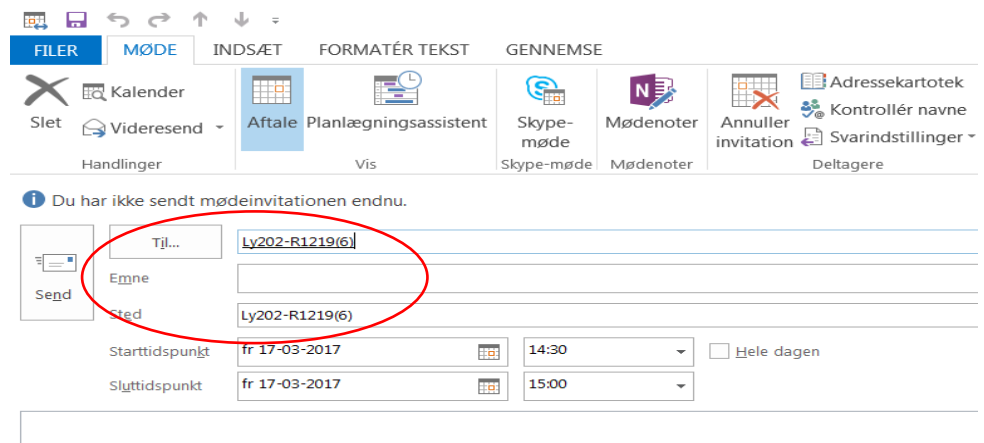 FILER MØDE INDSÆT FORMATÉR TEKST GENNEMSE
Slet
Kalender
Videresend
Handlinger
Aftale Planlægningsassistent
Vis
Skype-
møde
Skype-møde
N
Mødenoter
Mødenoter
Annuller
invitation
Adressekartotek
Kontrollér navne
Svarindstillinger
Deltagere
Du har ikke sendt mødeinvitationen endnu.
Send
Til... Ly202-R1219(6)
Emne
Sted Ly202-R1219(6)
Starttidspunkt fr 17-03-2017 14:30 Hele dagen
Sluttidspunkt fr 17-03-2017 15:00